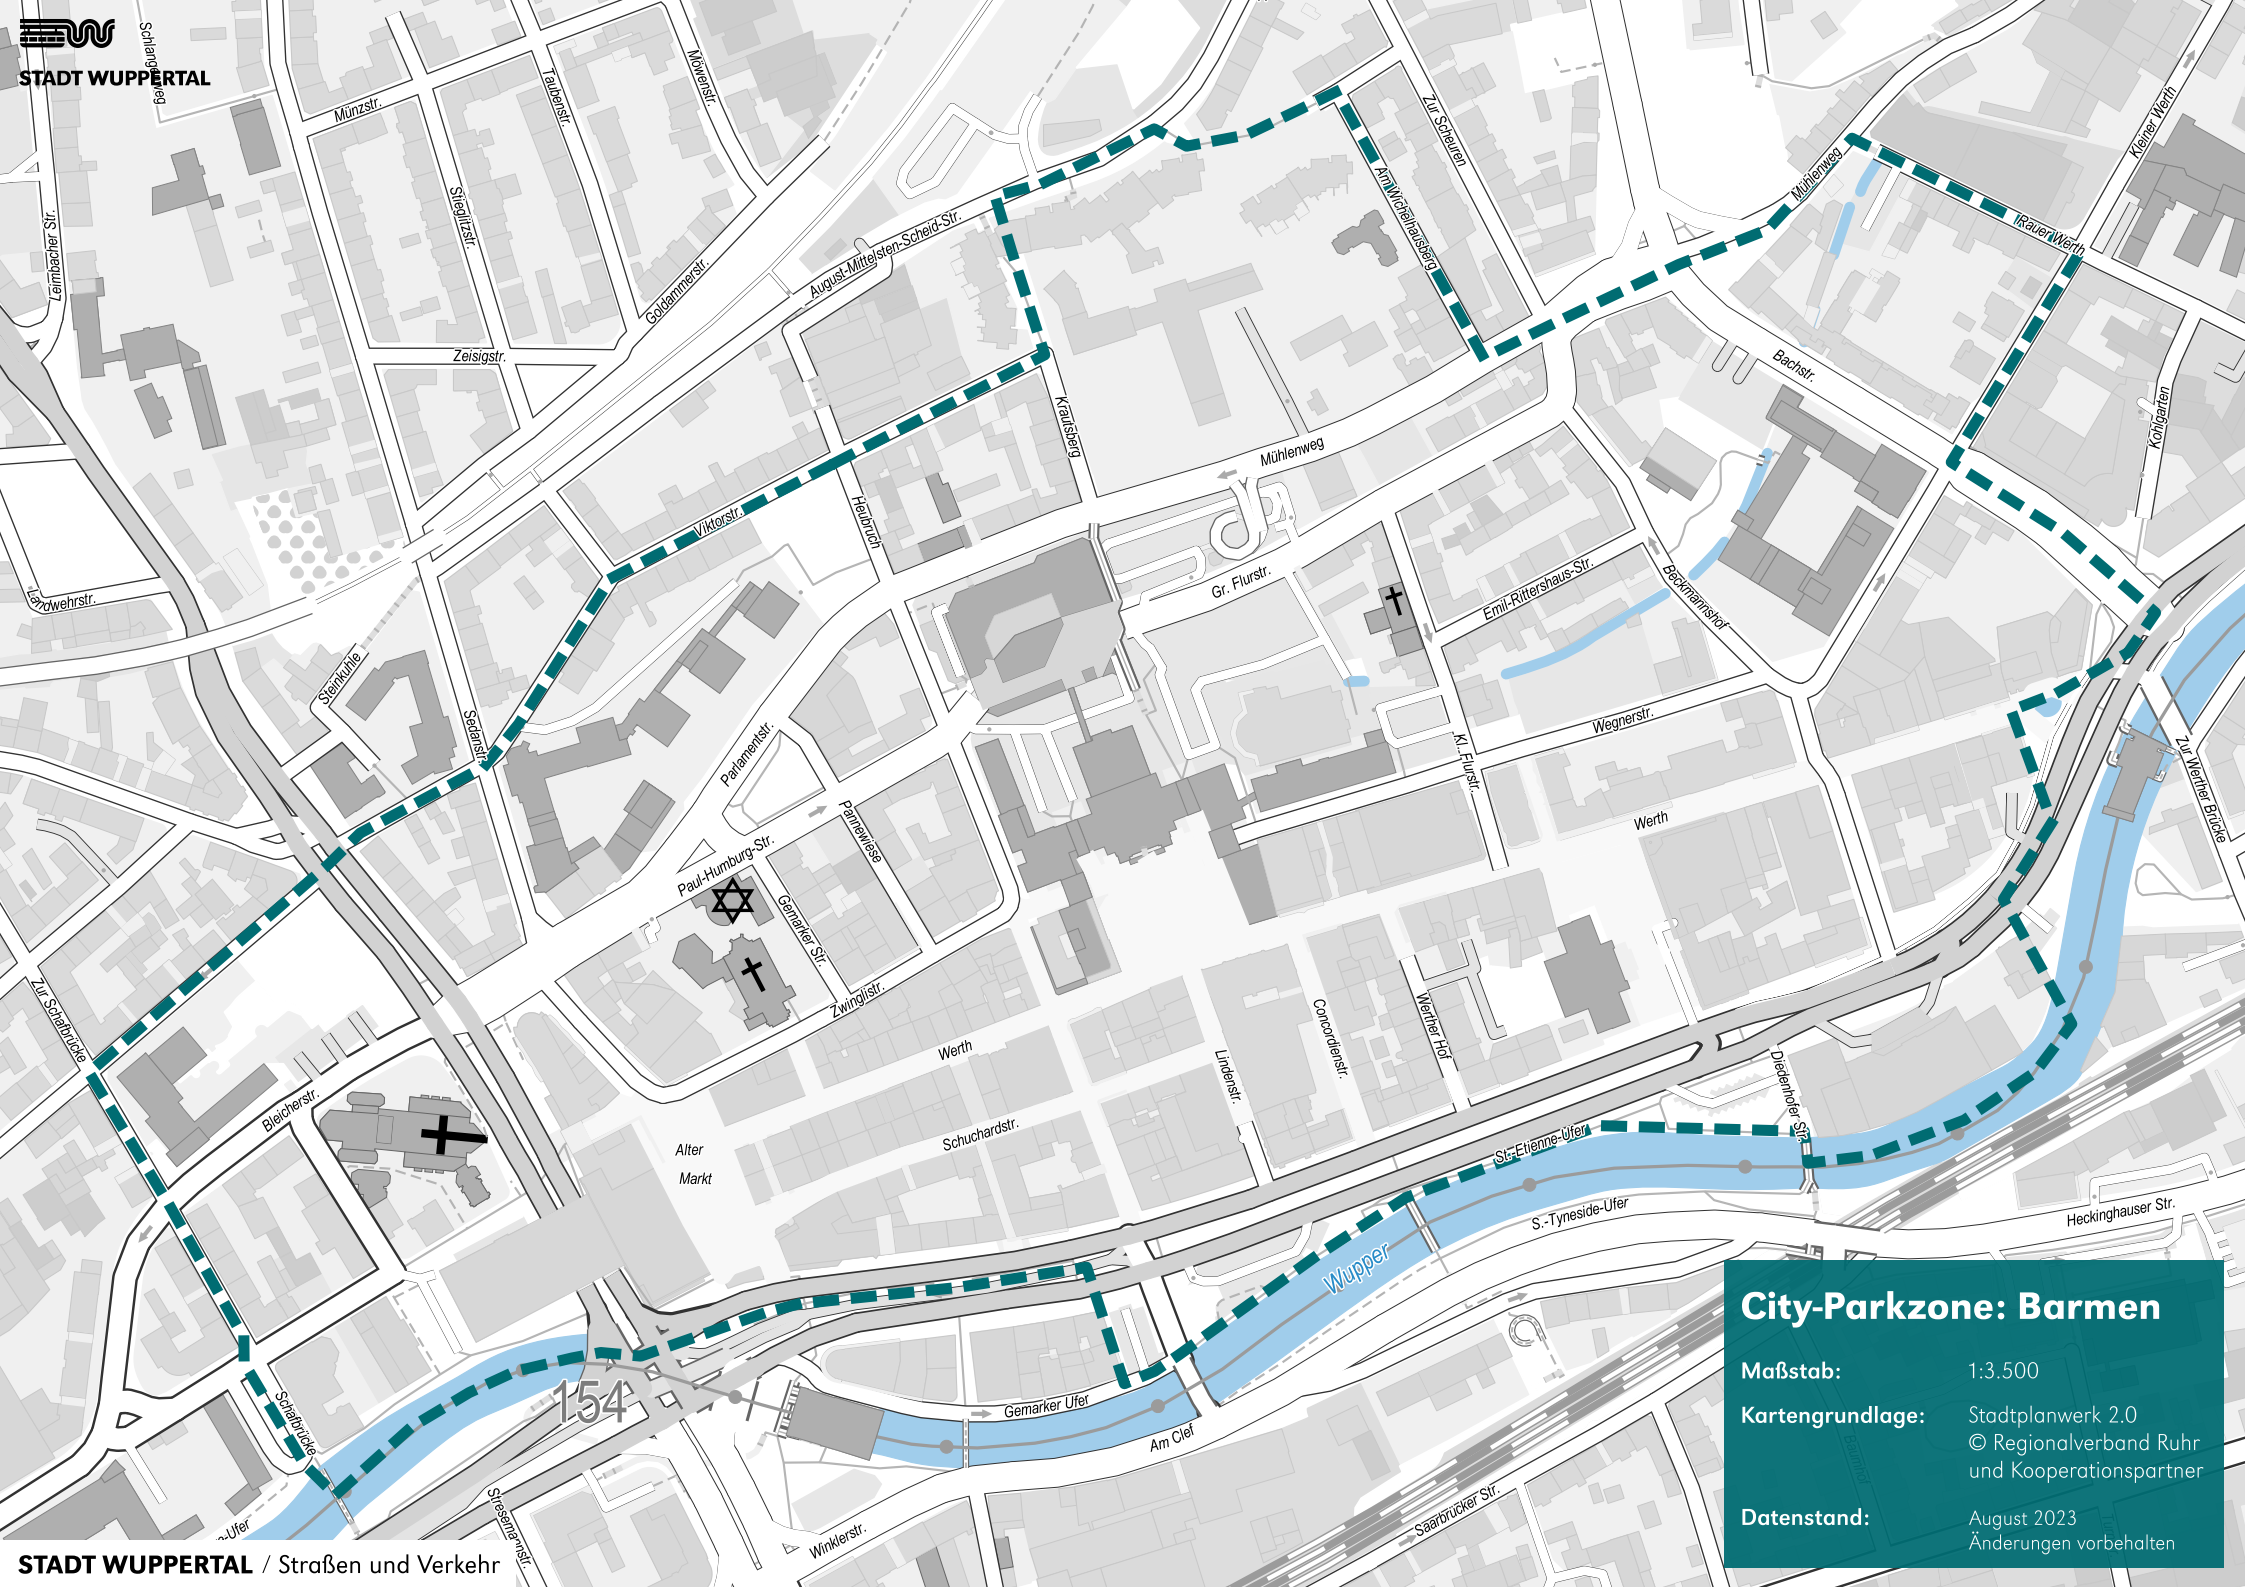 STADT WUPPERTAL
Schlangenweg
Münzstr.
Taubenstr.
Möwenstr.
Zur Scheuren
Kleiner Werth
Mühlenweg
Leimbacher Str.
Stieglitzstr.
Goldammerstr.
August-Mittelsten-Scheid-Str.
Am Wichelhausberg
Rauer Werth
Zeisigstr.
Bachstr.
Krautsberg
Kohlgarten
Mühlenweg
Viktorstr.
Heubruch
Landwehrstr.
Gr. Flurstr.
Emil-Rittershaus-Str.
Beckmannshof
Steinkuhle
Sedanstr.
Parlamentstr.
Wegnerstr.
Kl. Flurstr.
Zur Werther Brücke
Pannewiese
Werth
Paul-Humburg-Str.
Gemarker Str.
Zur Schafbrücke
Zwinglistr.
Werth
Concordienstr.
Werther Hof
Lindenstr.
Diedenhofer Str.
Bleicherstr.
Schuchardstr.
Alter
Markt
St.-Etienne-Ufer
S.-Tyneside-Ufer
Heckinghauser Str.
Wupper
154
Schafbrücke
Gemarker Ufer
Am Clef
Stresemannstr.
Saarbrücker Str.
Winklerstr.
-Ufer
City-Parkzone: Barmen
Maßstab: 1:3.500
Kartengrundlage: Stadtplanwerk 2.0
© Regionalverband Ruhr
und Kooperationspartner
Datenstand: August 2023
Änderungen vorbehalten
STADT WUPPERTAL / Straßen und Verkehr